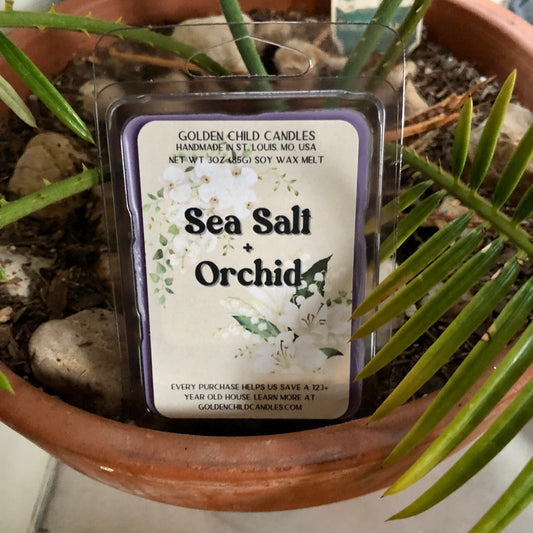 GOLDEN CHILD CANDLES
HANDMADE IN ST. LOUIS, MO, USA
NET WT 3OZ (85G) SOY WAX MELT
Sea Salt
+
Orchid
EVERY PURCHASE HELPS US SAVE A 123+
YEAR OLD HOUSE LEARN MORE AT
GOLDENCHILDCANDLES.COM